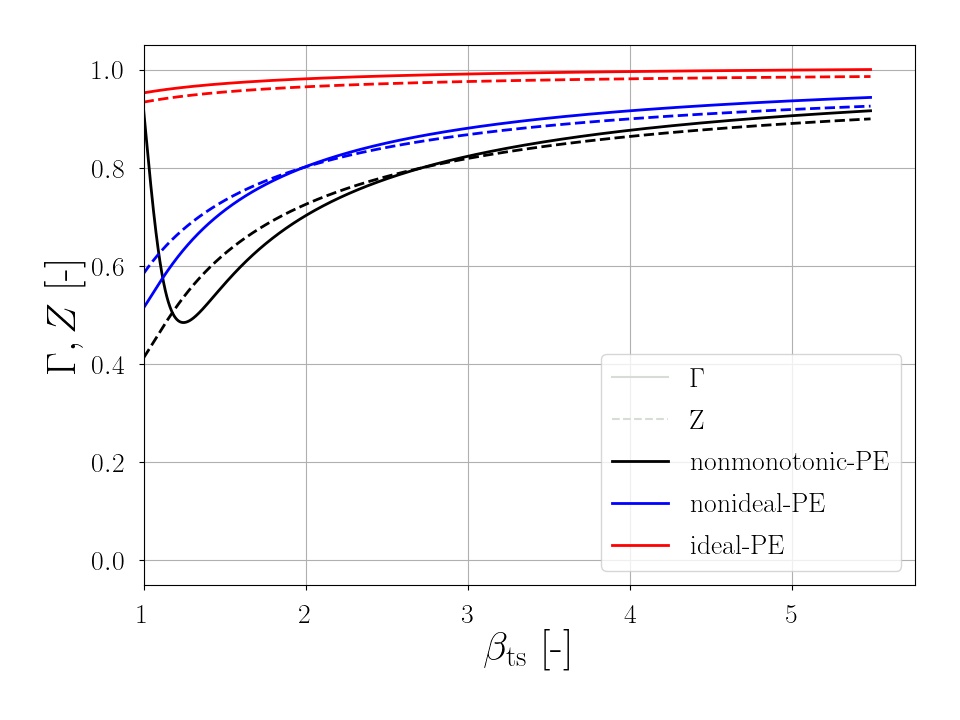 1.0
0.8
0.6
0.4
0.2
0.0
Γ, Z [-]
1 2 3 4 5
β_ts [-]
Γ
Z
nonmonotonic-PE
nonideal-PE
ideal-PE